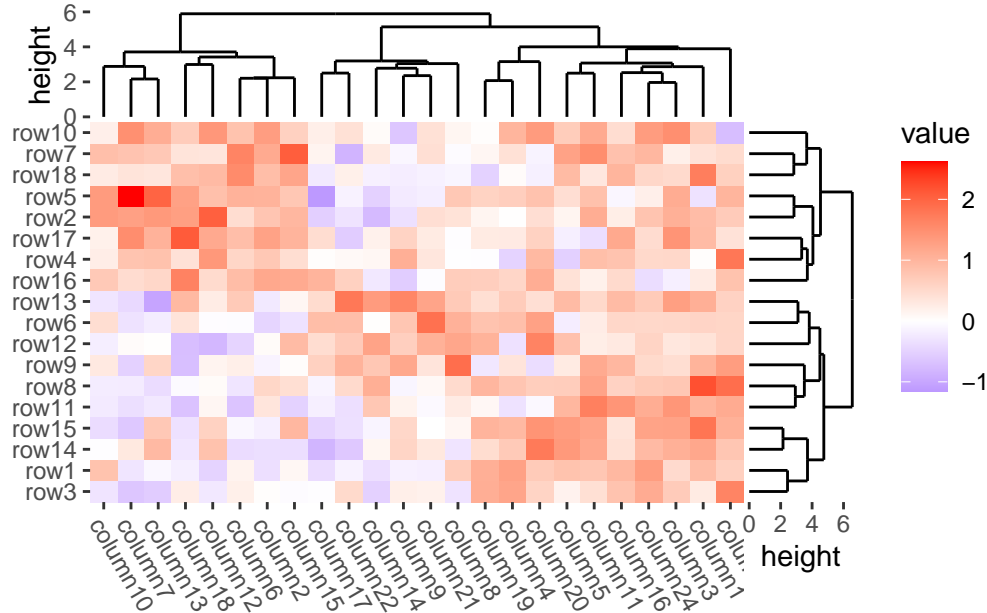 6
4
2
0
height
row10
row7
row18
row5
row2
row17
row4
row16
row13
row6
row12
row9
row8
row11
row15
row14
row1
row3
column10
column7
column13
column18
column12
column6
column2
column15
column17
column22
column14
column9
column21
column8
column19
column4
column20
column5
column11
column16
column24
column3
column1
0 2 4 6
height
value
2
1
0
−1